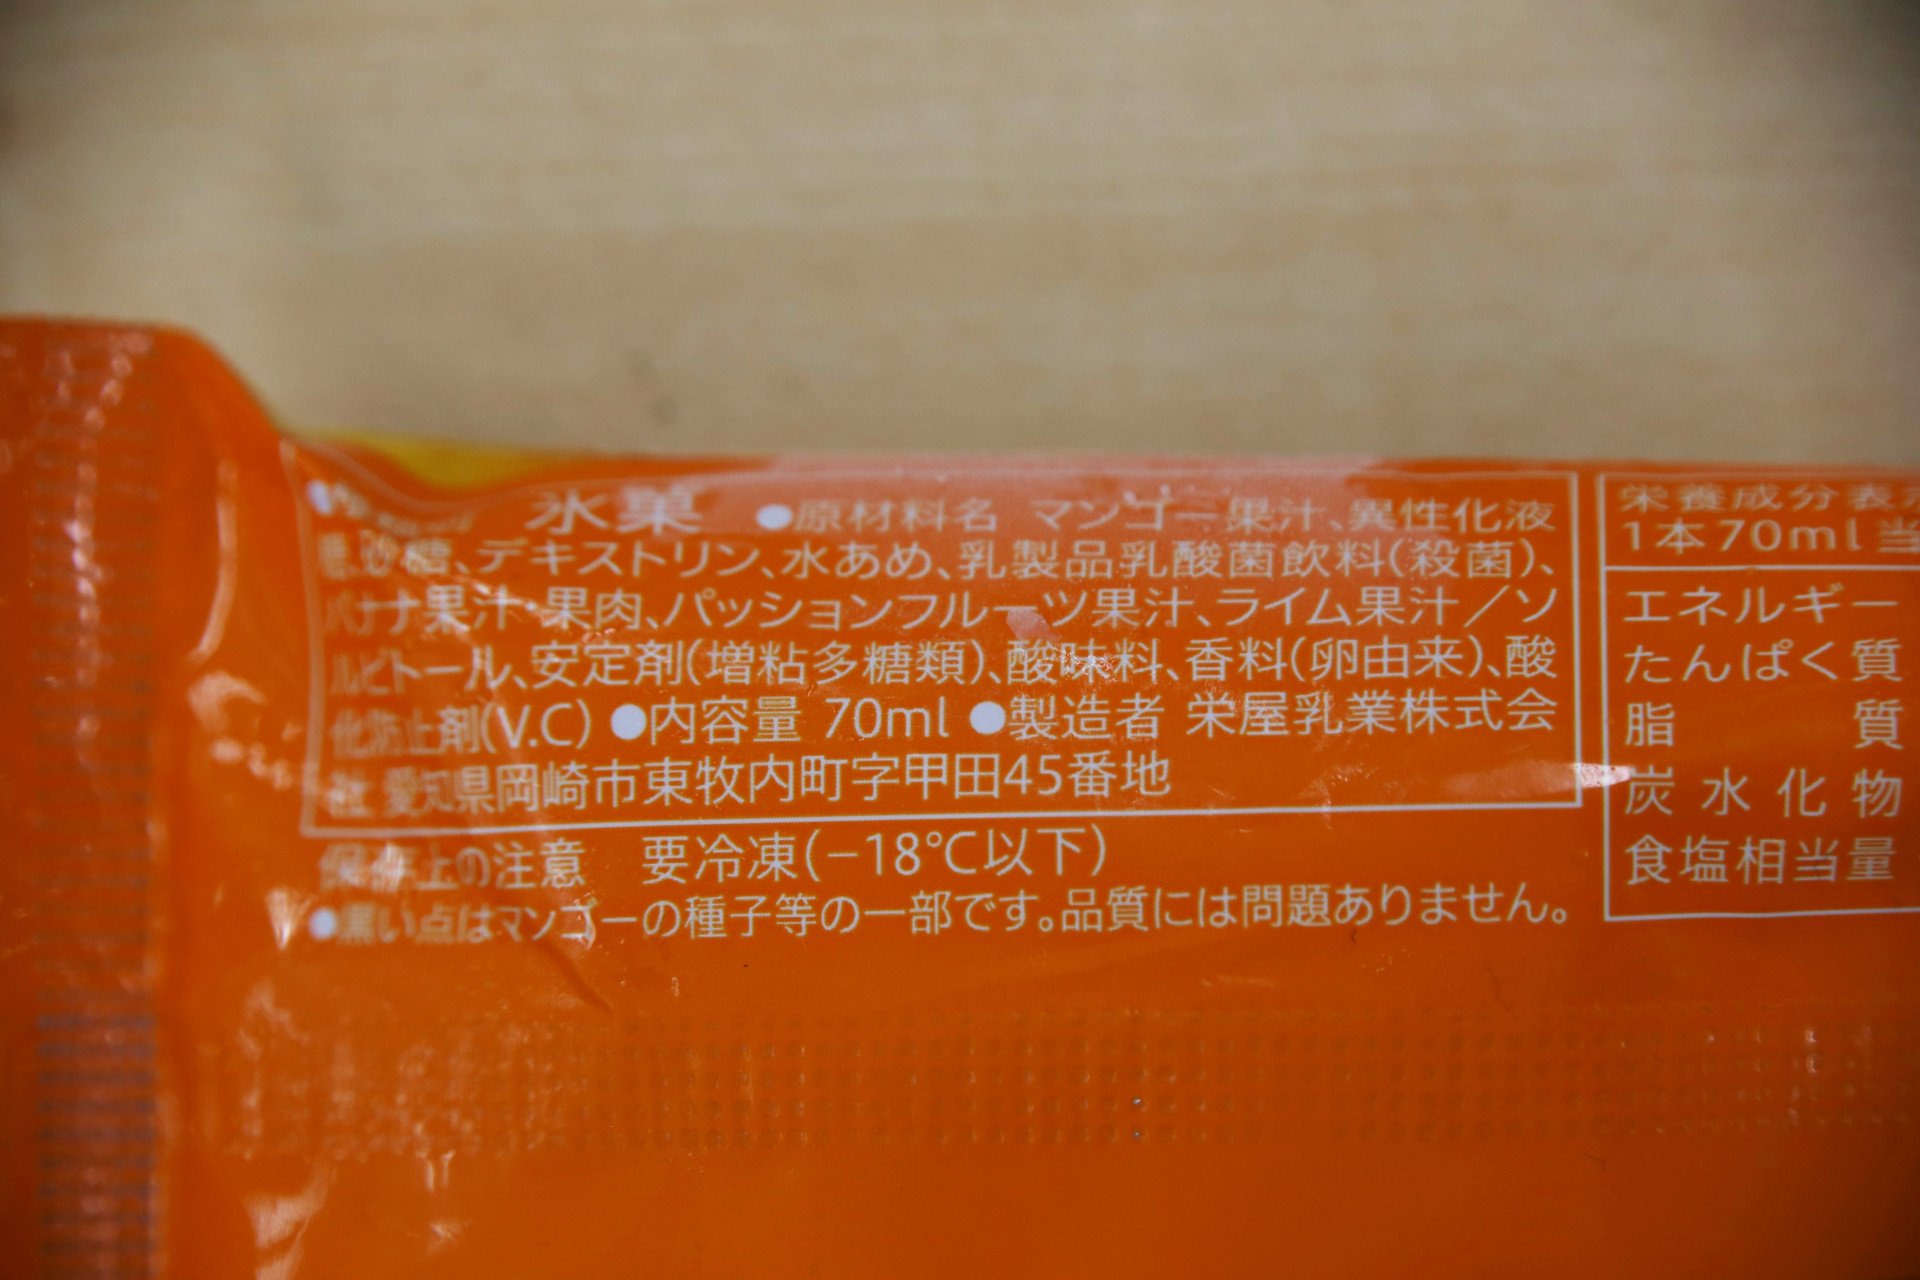 氷菓 ●原材料名 マンゴー果汁、異性化液
糖、砂糖、デキストリン、水あめ、乳製品乳酸菌飲料(殺菌)、
バナナ果汁・果肉、パッションフルーツ果汁、ライム果汁／ソ
ルビトール、安定剤(増粘多糖類)、酸味料、香料(卵由来)、酸
化防止剤(V.C) ●内容量 70ml ●製造者 栄屋乳業株式会
社 愛知県岡崎市東牧内町字甲田45番地
保存上の注意 要冷凍(−18℃以下)
●黒い点はマンゴーの種子等の一部です。品質には問題ありません。
栄養成分表示
1本70ml当
エネルギー
たんぱく質
脂質
炭水化物
食塩相当量